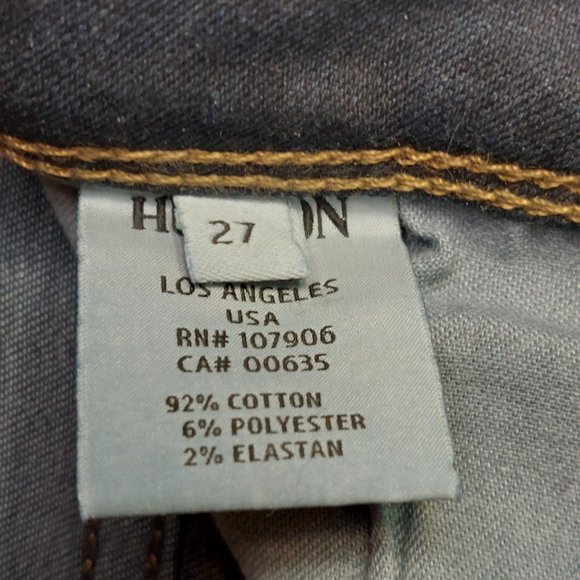 27
LOS ANGELES
USA
RN# 107906
CA# 00635
92% COTTON
6% POLYESTER
2% ELASTAN